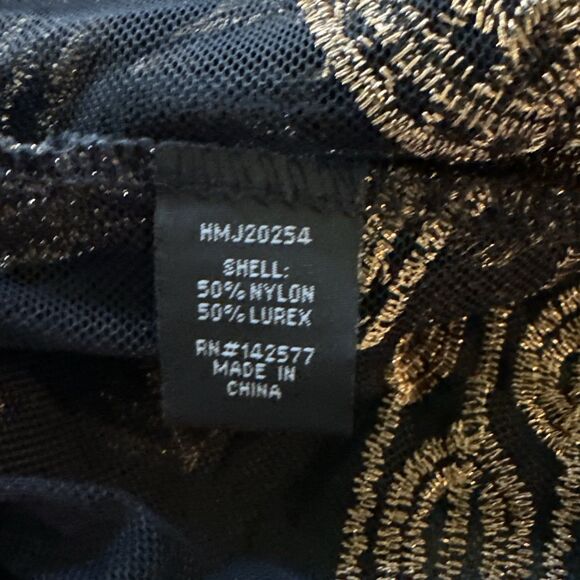 HMJ20254
SHELL:
50% NYLON
50% LUREX
RN#142577
MADE IN
CHINA